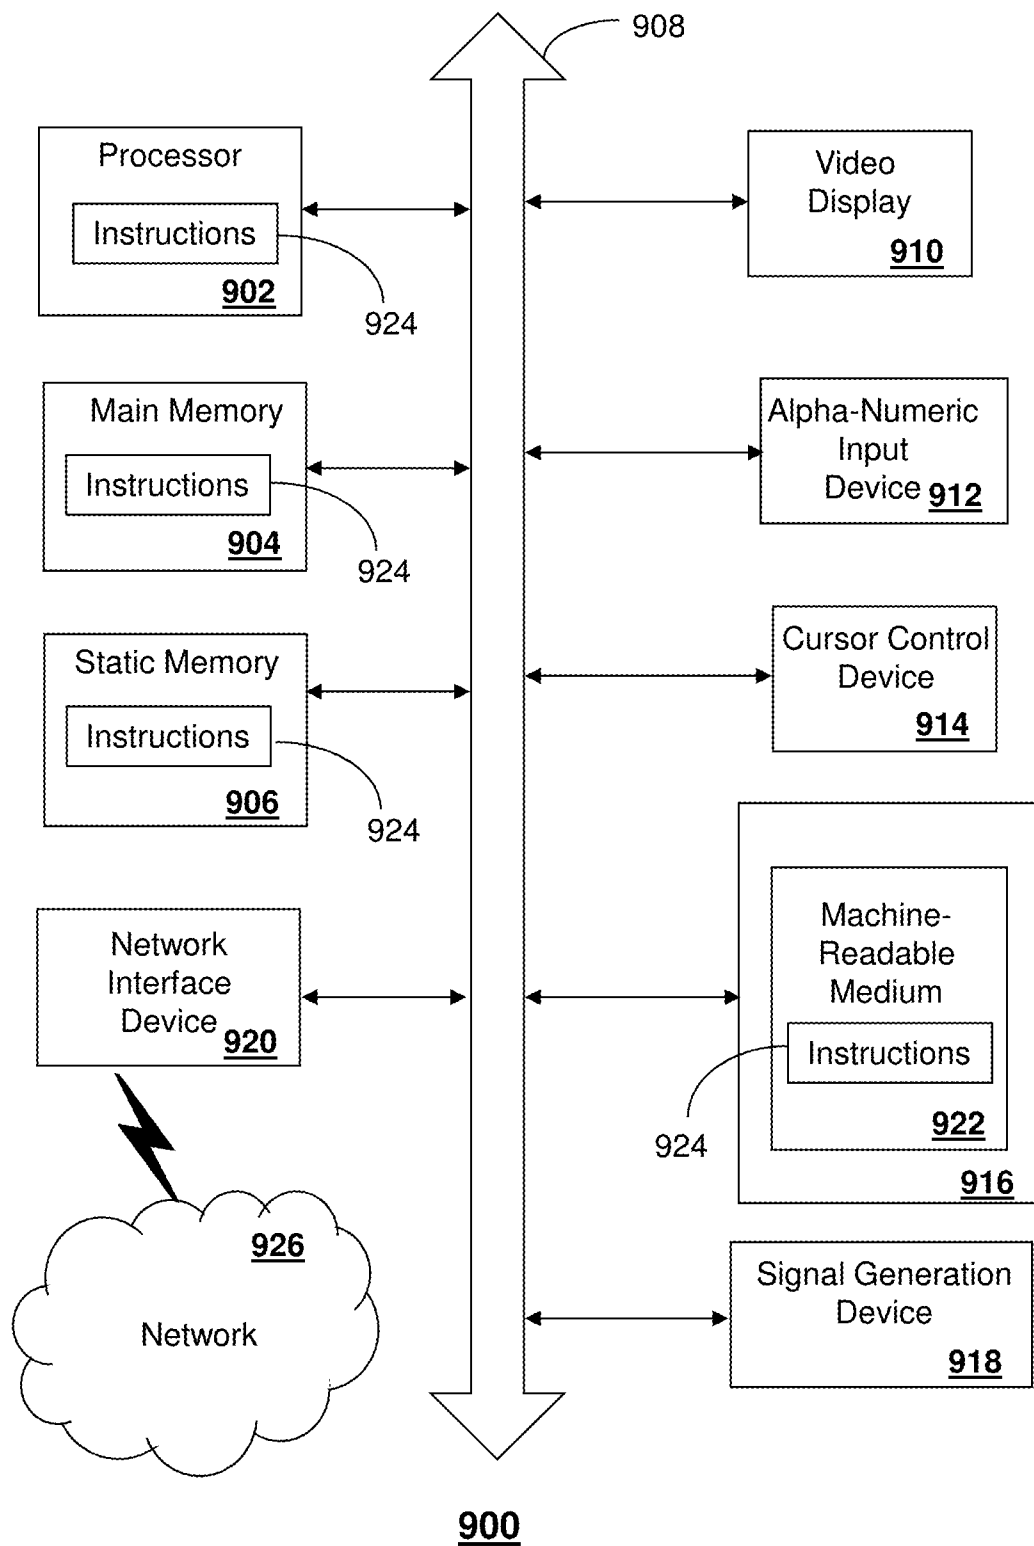 908
Processor
Instructions
902
924
Main Memory
Instructions
904
924
Static Memory
Instructions
906
924
Network
Interface
Device
920
926
Network
Video
Display
910
Alpha-Numeric
Input
Device
912
Cursor Control
Device
914
Machine-
Readable
Medium
Instructions
924
922
916
Signal Generation
Device
918
900